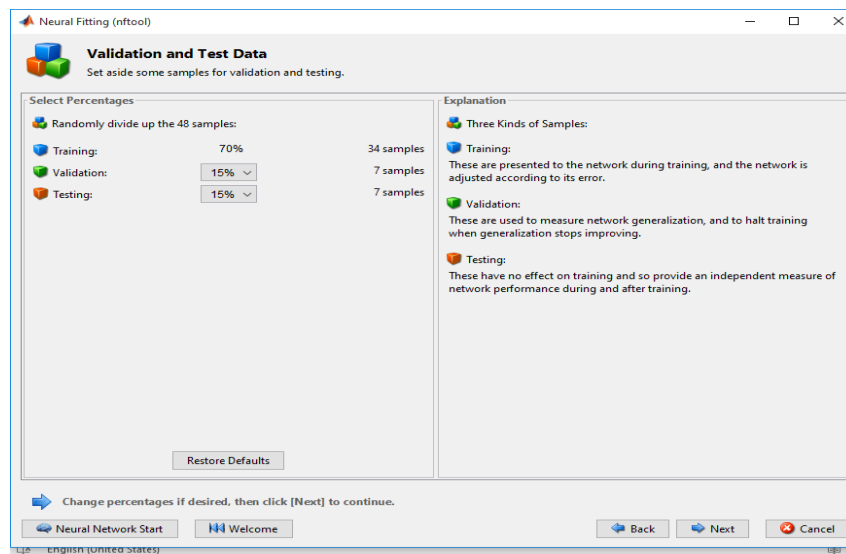 Neural Fitting (nftool)
Validation and Test Data
Set aside some samples for validation and testing.
Select Percentages
Randomly divide up the 48 samples:
Training: 70% 34 samples
Validation: 15% 7 samples
Testing: 15% 7 samples
Restore Defaults
Explanation
Three Kinds of Samples:
Training:
These are presented to the network during training, and the network is
adjusted according to its error.
Validation:
These are used to measure network generalization, and to halt training
when generalization stops improving.
Testing:
These have no effect on training and so provide an independent measure of
network performance during and after training.
Change percentages if desired, then click [Next] to continue.
Neural Network Start Welcome Back Next Cancel
English (United States)